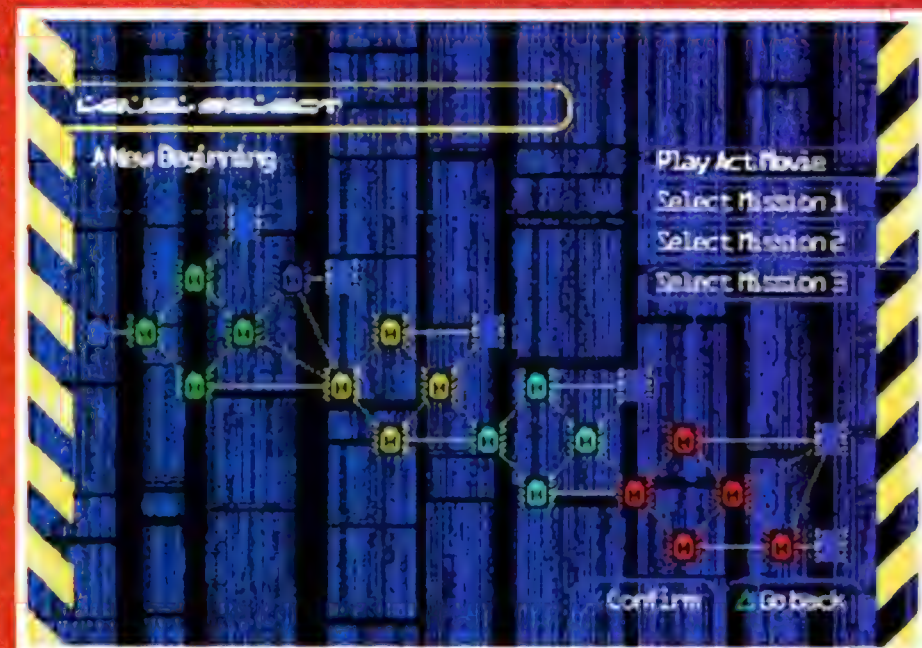 A New Beginning
Play Act Movie
Select Mission 1
Select Mission 2
Select Mission 3
Confirm
Go back